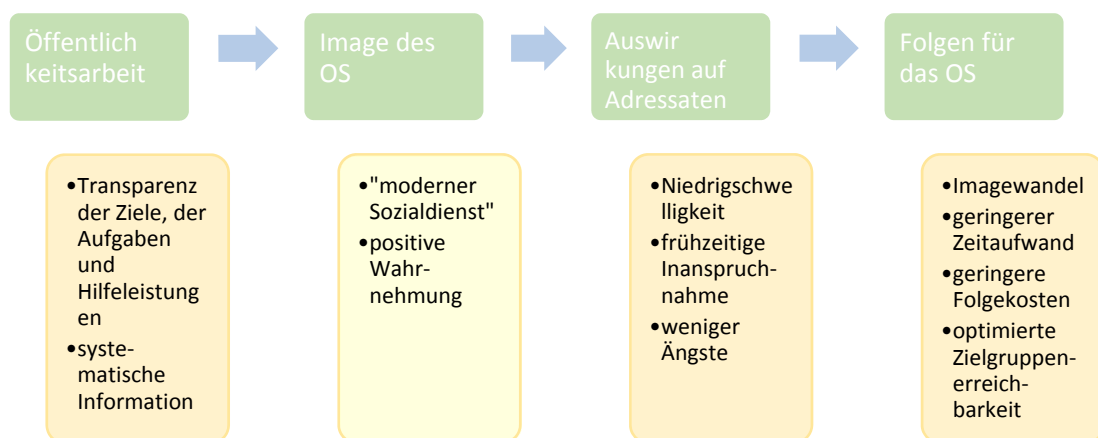 Öffentlich
keitsarbeit
Image des
OS
Auswir
kungen auf
Adressaten
Folgen für
das OS
•Transparenz
der Ziele, der
Aufgaben
und
Hilfeleistung
en
•syste-
matische
Information
•"moderner
Sozialdienst"
•positive
Wahr-
nehmung
•Niedrigschwe
lligkeit
•frühzeitige
Inanspruch-
nahme
•weniger
Ängste
•Imagewandel
•geringerer
Zeitaufwand
•geringere
Folgekosten
•optimierte
Zielgruppen-
erreich-
barkeit